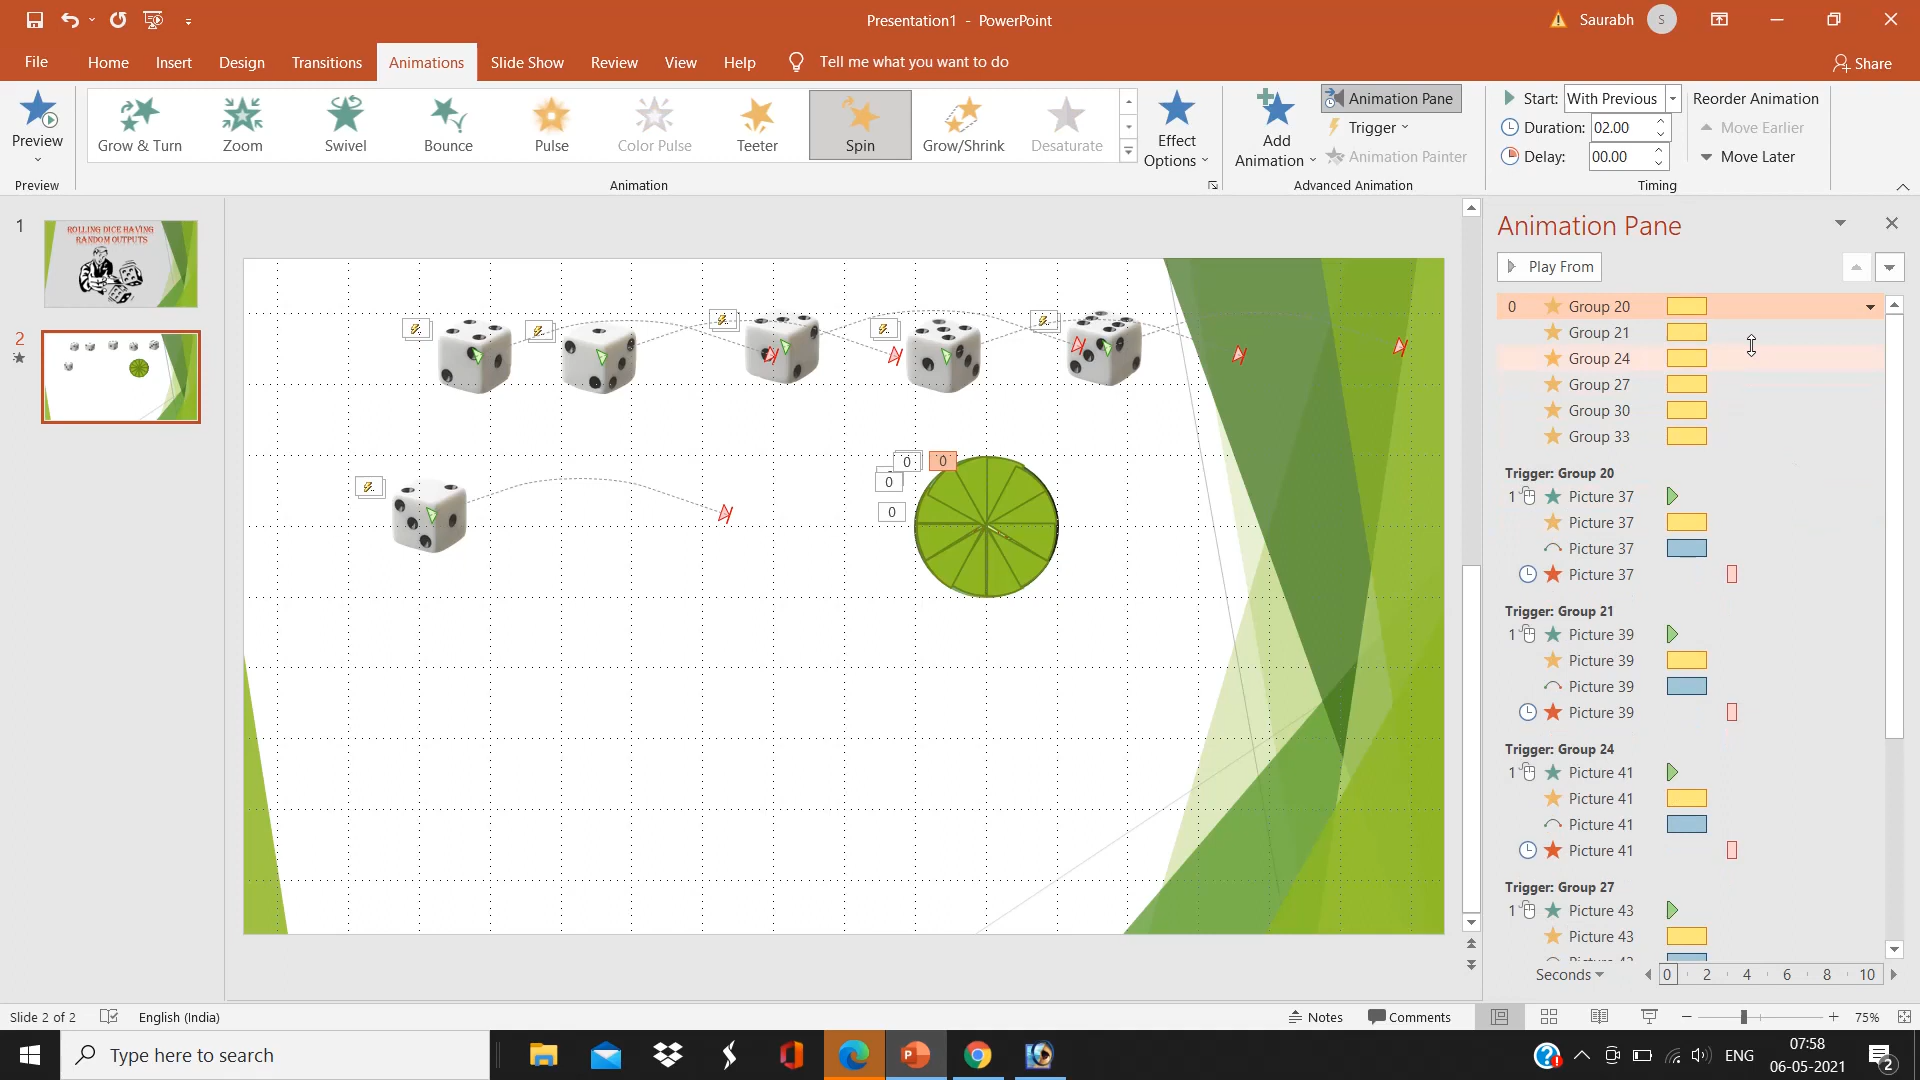 Presentation1 - PowerPoint
Saurabh
S
File
Home
Insert
Design
Transitions
Animations
Slide Show
Review
View
Help
Tell me what you want to do
Share
Preview
Grow & Turn
Zoom
Swivel
Bounce
Pulse
Color Pulse
Teeter
Spin
Grow/Shrink
Desaturate
Effect
Options
Add
Animation
Animation Pane
Trigger
Animation Painter
Start: With Previous
Duration: 02.00
Delay: 00.00
Reorder Animation
Move Earlier
Move Later
Preview
Animation
Advanced Animation
Timing
1
ROLLING DICE HAVING
RANDOM OUTPUTS
2
0
0
0
0
Animation Pane
Play From
0 Group 20
Group 21
Group 24
Group 27
Group 30
Group 33
Trigger: Group 20
1 Picture 37
Picture 37
Picture 37
Picture 37
Trigger: Group 21
1 Picture 39
Picture 39
Picture 39
Picture 39
Trigger: Group 24
1 Picture 41
Picture 41
Picture 41
Picture 41
Trigger: Group 27
1 Picture 43
Picture 43
Seconds 0 2 4 6 8 10
Slide 2 of 2
English (India)
Notes
Comments
75%
Type here to search
ENG
07:58
06-05-2021
2